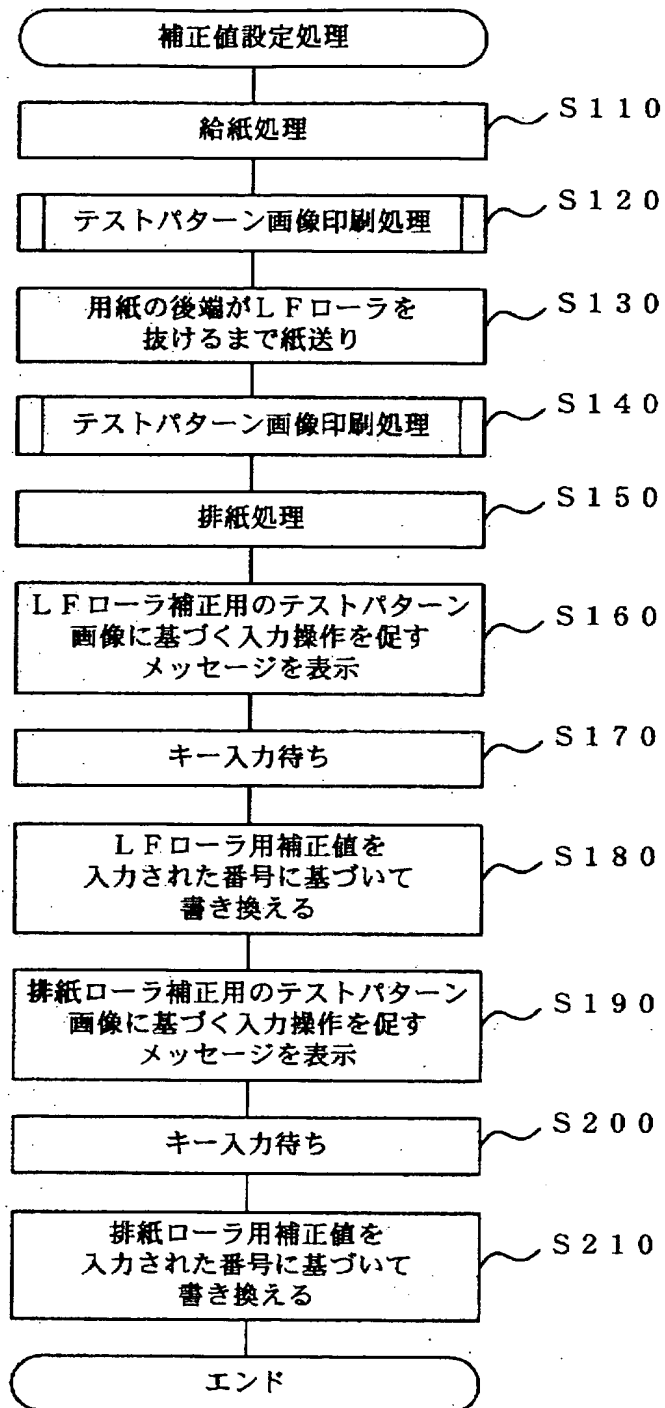 補正値設定処理
給紙処理
S110
テストパターン画像印刷処理
S120
用紙の後端がLFローラを
抜けるまで紙送り
S130
テストパターン画像印刷処理
S140
排紙処理
S150
LFローラ補正用のテストパターン
画像に基づく入力操作を促す
メッセージを表示
S160
キー入力待ち
S170
LFローラ用補正値を
入力された番号に基づいて
書き換える
S180
排紙ローラ補正用のテストパターン
画像に基づく入力操作を促す
メッセージを表示
S190
キー入力待ち
S200
排紙ローラ用補正値を
入力された番号に基づいて
書き換える
S210
エンド